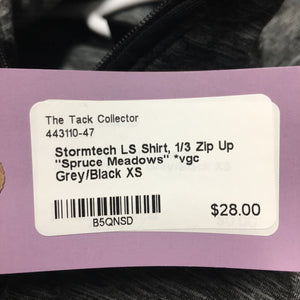 The Tack Collector
443110-47
Stormtech LS Shirt, 1/3 Zip Up
"Spruce Meadows" *vgc
Grey/Black XS
B5QNSD
$28.00